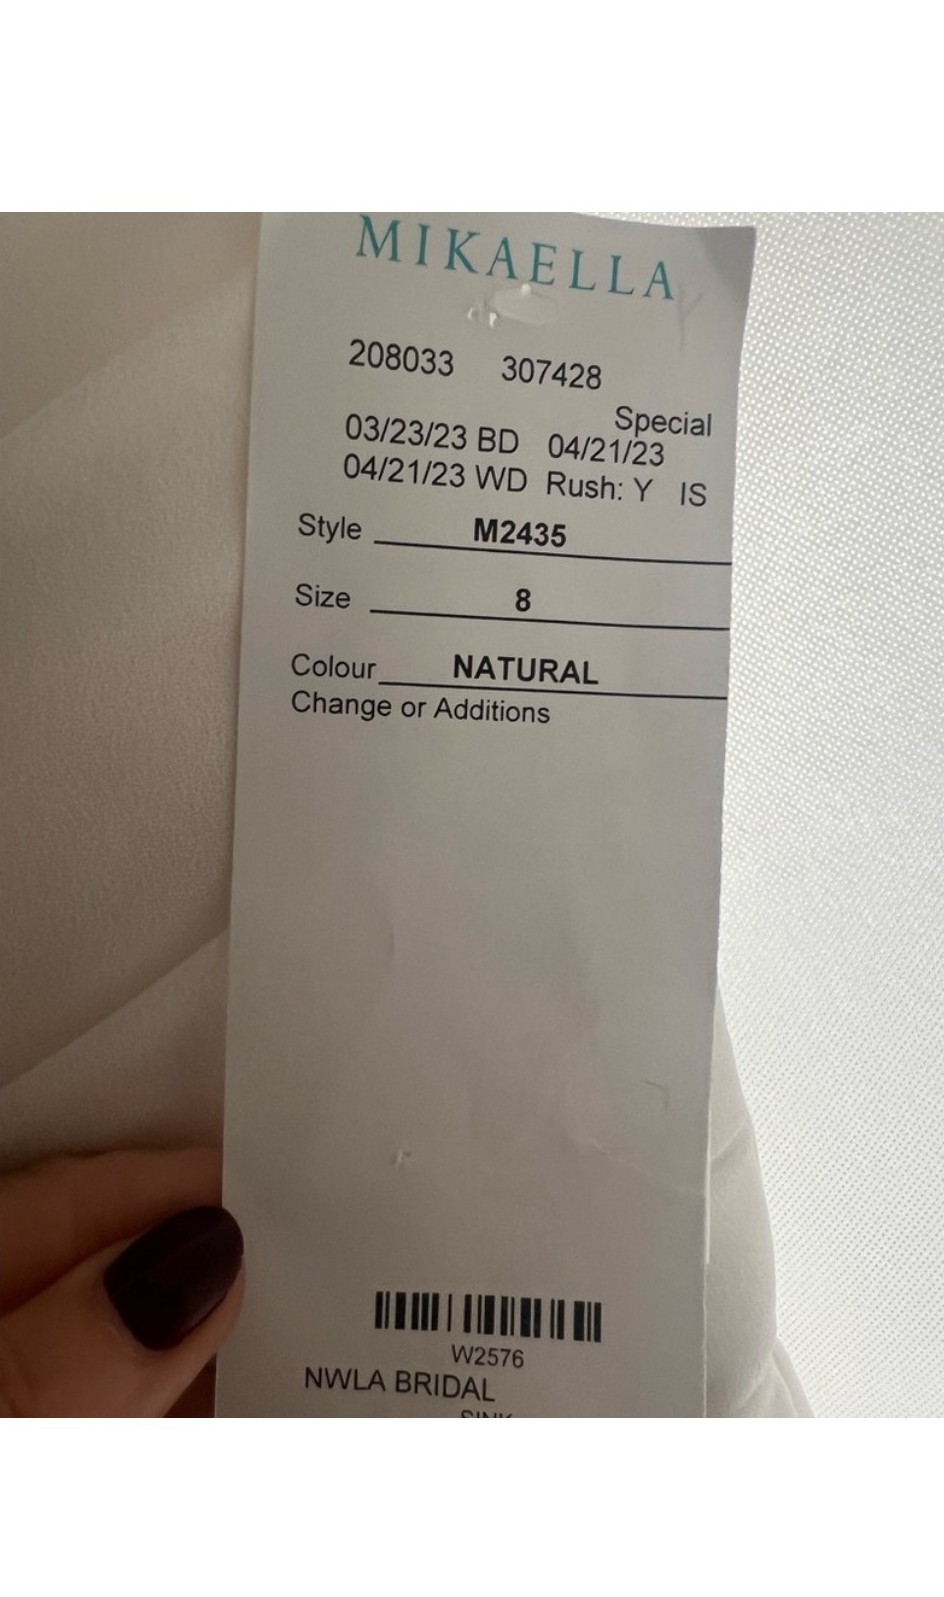 MIKAELLA
208033 307428
Special
03/23/23 BD 04/21/23
04/21/23 WD Rush: Y IS
Style M2435
Size 8
Colour NATURAL
Change or Additions
W2576
NWLA BRIDAL